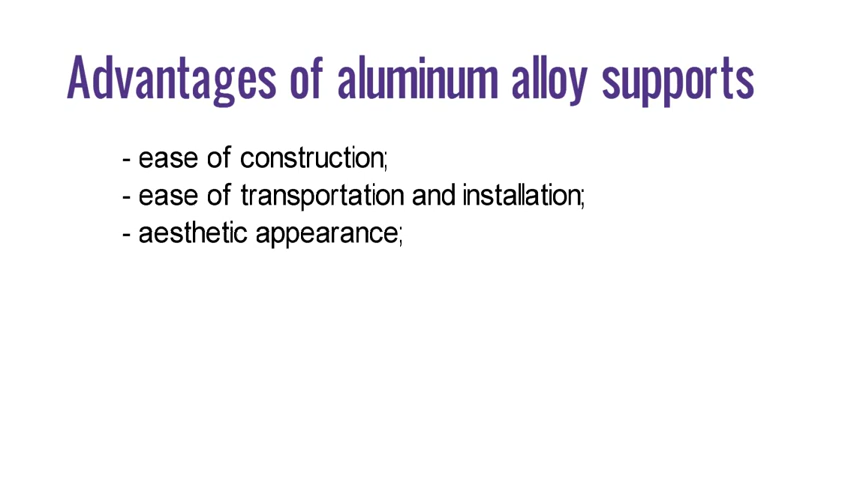 Advantages of aluminum alloy supports
- ease of construction;
- ease of transportation and installation;
- aesthetic appearance;